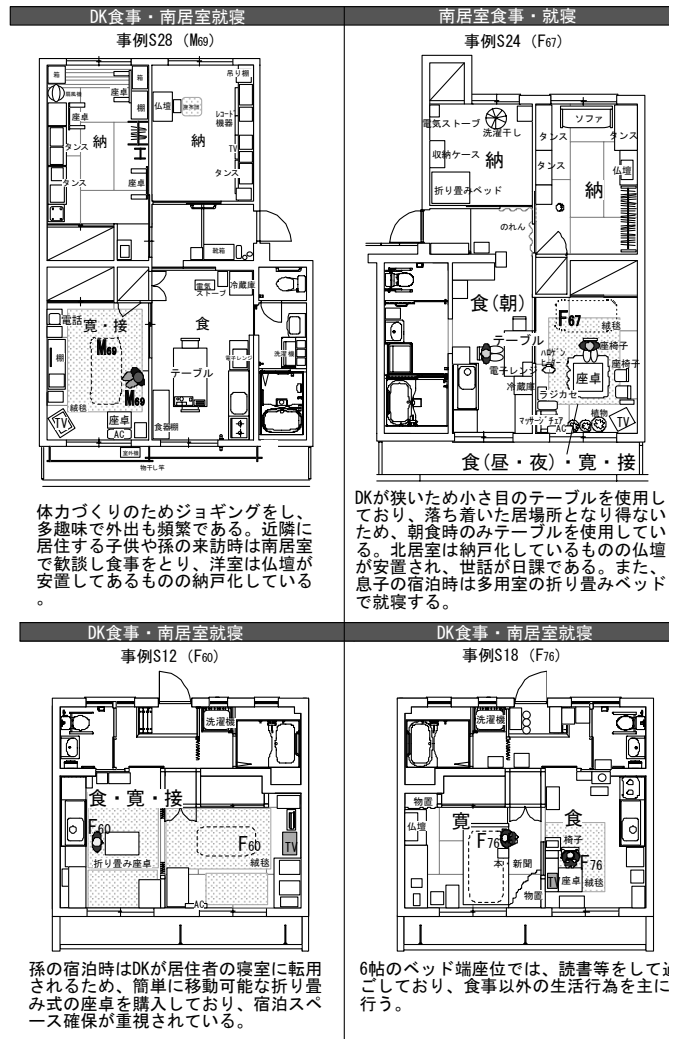 DK食事・南居室就寝
事例S28（M69）
箱
箱
扇風機
座卓
棚
座卓
納
タンス
座卓
タンス
吊り棚
仏壇
座布団
レコード
機器
納
TV
タンス
靴箱
電気
ストーブ
冷蔵庫
電話
寛・接
M69
食
棚
テーブル
電子レンジ
洗濯機
M69
絨毯
TV
座卓
AC
食器棚
室外機
物干し竿
体力づくりのためジョギングをし、
多趣味で外出も頻繁である。近隣に
居住する子供や孫の来訪時は南居室
で歓談し食事をとり、洋室は仏壇が
安置してあるものの納戸化している
。
南居室食事・就寝
事例S24（F67）
電気ストーブ
洗濯干し
ソファ
タンス
タンス
収納ケース
納
タンス
仏壇
折り畳みベッド
納
のれん
食(朝)
F67
絨毯
テーブル
座椅子
ハロゲン
ヒーター
電子レンジ
座卓
座椅子
冷蔵庫
ラジカセ
マッサージチェア
植物
AC
TV
食(昼・夜)・寛・接
DKが狭いため小さ目のテーブルを使用し
ており、落ち着いた居場所となり得ない
ため、朝食時のみテーブルを使用してい
る。北居室は納戸化しているものの仏壇
が安置され、世話が日課である。また、
息子の宿泊時は多用室の折り畳みベッド
で就寝する。
DK食事・南居室就寝
事例S12（F60）
洗濯機
食・寛・接
F60
F60
TV
折り畳み座卓
絨毯
AC
孫の宿泊時はDKが居住者の寝室に転用
されるため、簡単に移動可能な折り畳
み式の座卓を購入しており、宿泊スペ
ース確保が重視されている。
DK食事・南居室就寝
事例S18（F76）
洗濯機
物置
仏壇
寛
食
F76
椅子
本・新聞
F76
TV
座卓
絨毯
物置
6帖のベッド端座位では、読書等をして過
ごしており、食事以外の生活行為を主に
行う。